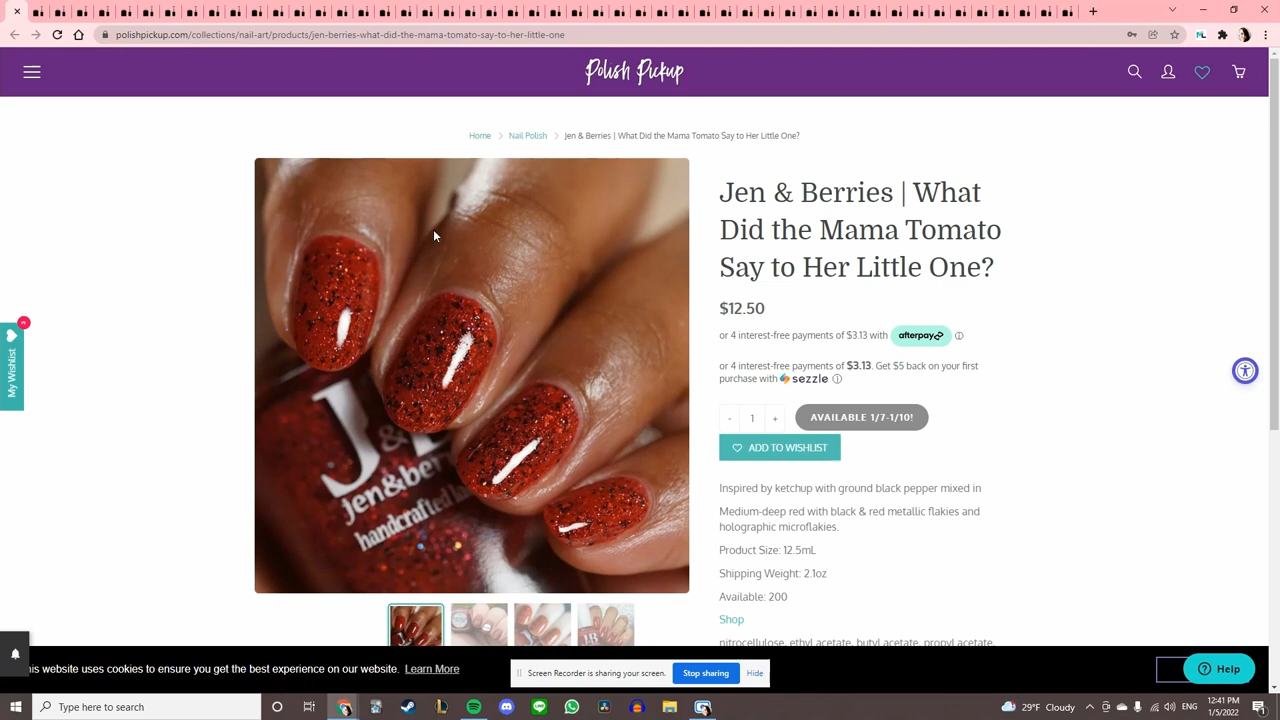 polishpickup.com/collections/nail-art/products/jen-berries-what-did-the-mama-tomato-to-say-to-her-little-one
Polish Pickup
Home > Nail Polish > Jen & Berries | What Did the Mama Tomato Say to Her Little One?
Jen & Berries | What
Did the Mama Tomato
Say to Her Little One?
$12.50
or 4 interest-free payments of $3.13 with afterpay
or 4 interest-free payments of $3.13. Get $5 back on your first
purchase with sezzle
- 1 + AVAILABLE 1/7-1/10!
ADD TO WISHLIST
My Wishlist
Inspired by ketchup with ground black pepper mixed in
Medium-deep red with black & red metallic flakies and
holographic microflakies.
Product Size: 12.5mL
Shipping Weight: 2.1oz
Available: 200
Shop
nitrocellulose, ethyl acetate, butyl acetate, propyl acetate,
J&B
jen&berries
handcrafted
his website uses cookies to ensure you get the best experience on our website. Learn More
Screen Recorder is sharing your screen. Stop sharing Hide
Help
Type here to search
29°F Cloudy
12:41 PM
1/5/2022